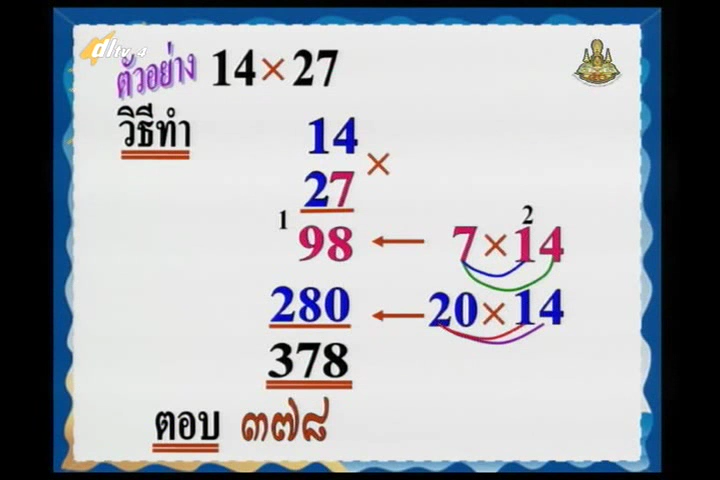 dltv 4
ตัวอย่าง 14×27
วิธีทำ
14
×
27
1
98 ← 7×14
2
280 ← 20×14
378
ตอบ ๓๗๘